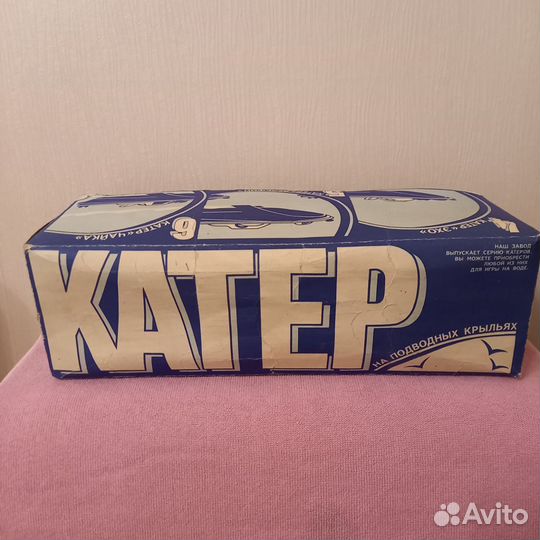 КАТЕР «ЧАЙКА»
6
КАТЕР «ЭХО»
КАТЕР
НАШ ЗАВОД
ВЫПУСКАЕТ СЕРИЮ КАТЕРОВ.
ВЫ МОЖЕТЕ ПРИОБРЕСТИ
ЛЮБОЙ ИЗ НИХ
ДЛЯ ИГРЫ НА ВОДЕ.
НА ПОДВОДНЫХ КРЫЛЬЯХ
Avito